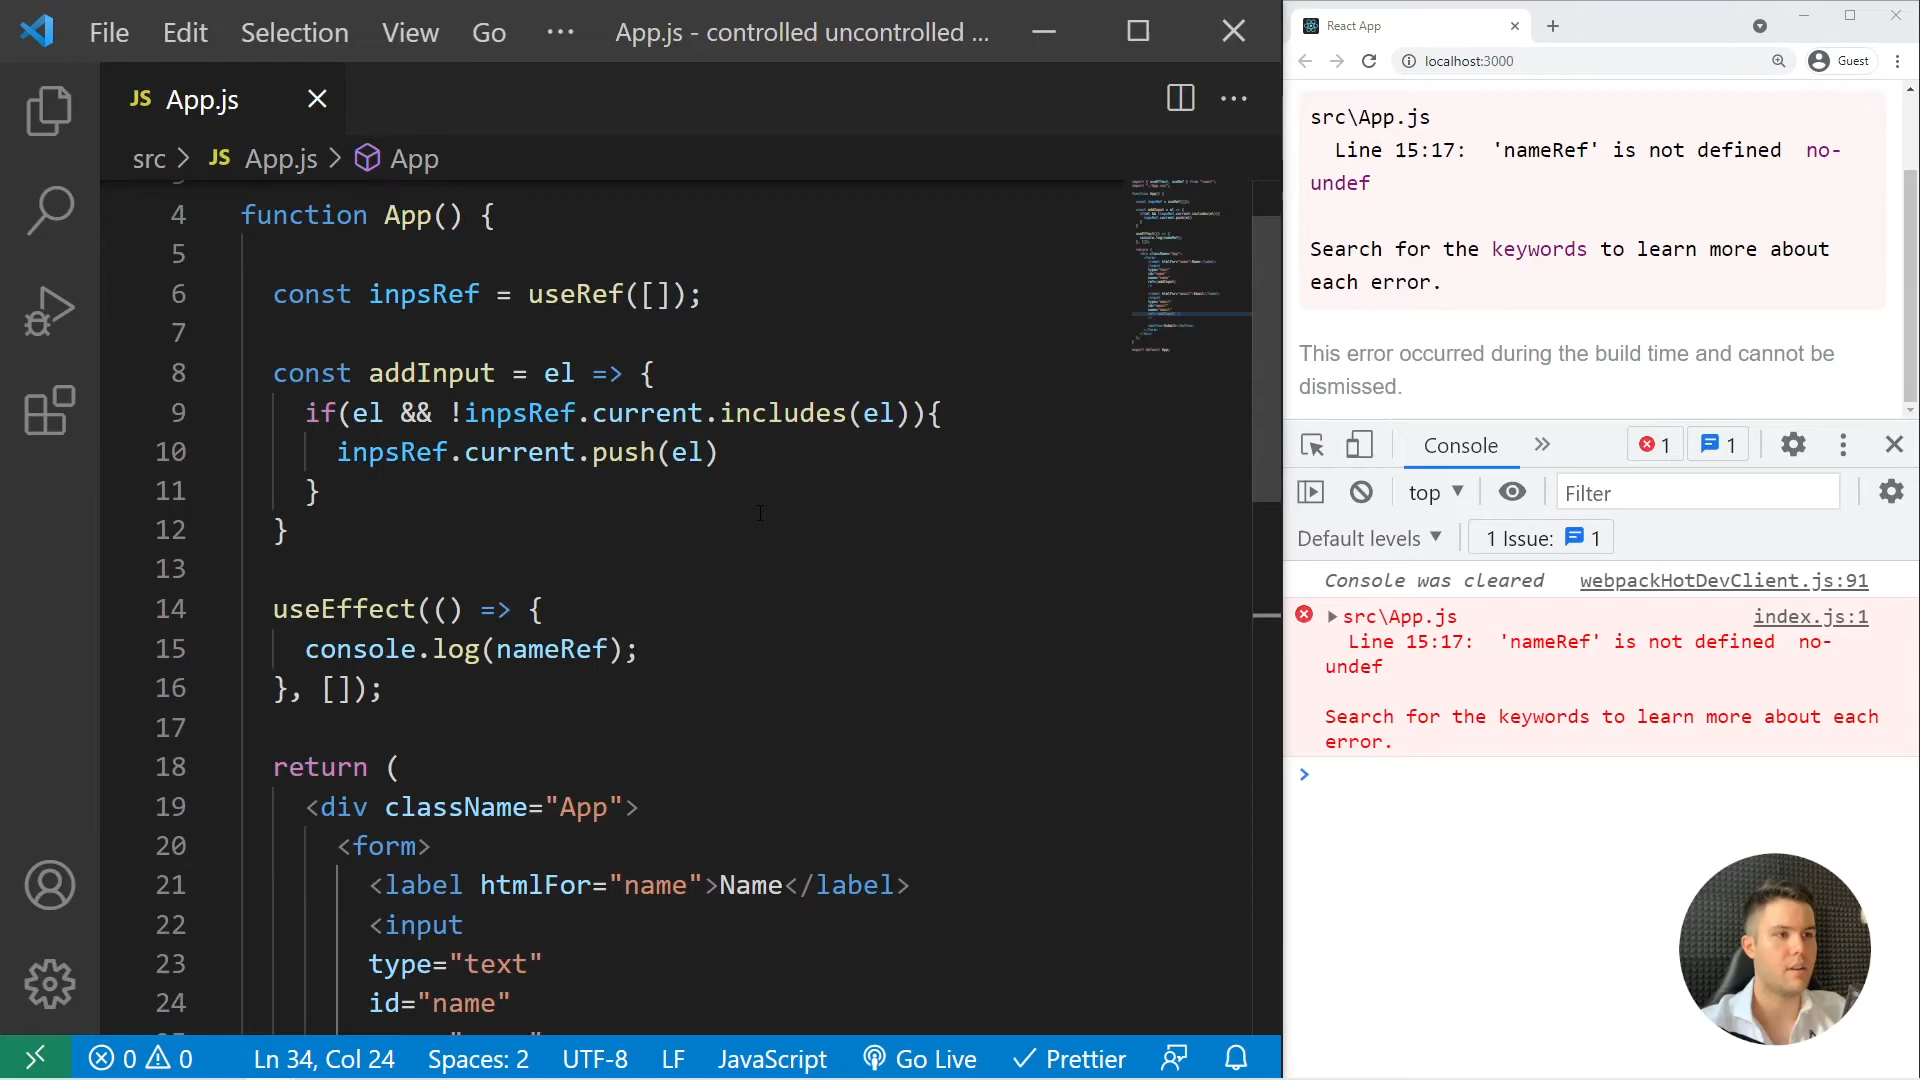 File Edit Selection View Go ··· App.js - controlled uncontrolled ...
JS App.js
src > JS App.js > App
4 function App() {
5
6 const inpsRef = useRef([]);
7
8 const addInput = el => {
9 if(el && !inpsRef.current.includes(el)){
10 inpsRef.current.push(el)
11 }
12 }
13
14 useEffect(() => {
15 console.log(nameRef);
16 }, []);
17
18 return (
19 <div className="App">
20 <form>
21 <label htmlFor="name">Name</label>
22 <input
23 type="text"
24 id="name"
0 0 Ln 34, Col 24 Spaces: 2 UTF-8 LF JavaScript Go Live Prettier
React App
localhost:3000 Guest
src\App.js
Line 15:17: 'nameRef' is not defined no-
undef
Search for the keywords to learn more about
each error.
This error occurred during the build time and cannot be
dismissed.
Console 1 1
top Filter
Default levels 1 Issue: 1
Console was cleared webpackHotDevClient.js:91
src\App.js index.js:1
Line 15:17: 'nameRef' is not defined no-
undef
Search for the keywords to learn more about each
error.